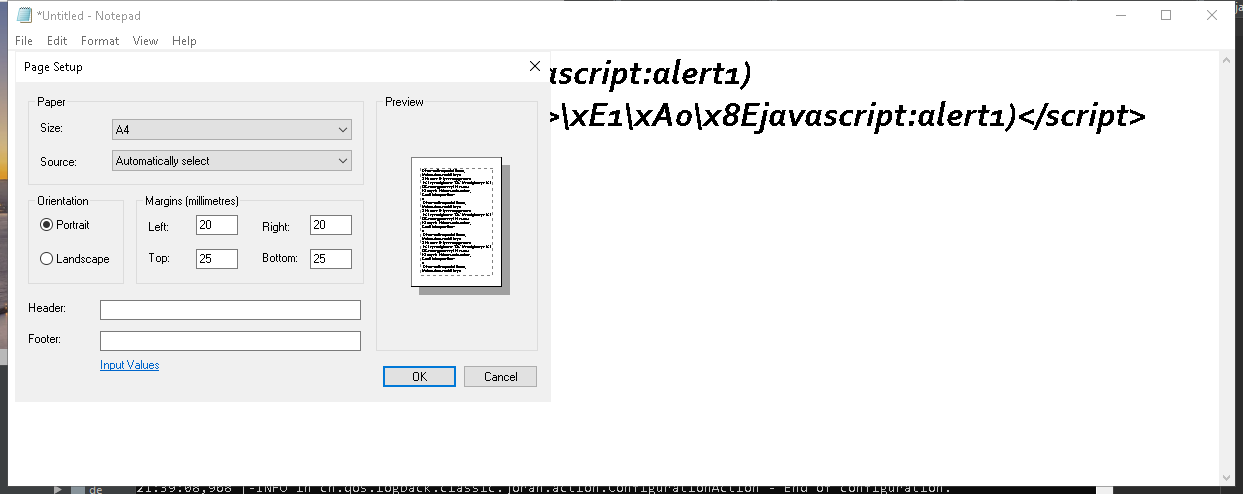 *Untitled - Notepad
File Edit Format View Help
Page Setup
ascript:alert1)
>\xE1\xAo\x8Ejavascript:alert1)</script>
Paper
Size: A4
Source: Automatically select
Preview
Orientation
Portrait
Landscape
Margins (millimetres)
Left: 20 Right: 20
Top: 25 Bottom: 25
Header:
Footer:
Input Values
OK Cancel
de 21:59:08,968 |-INFO in ch.qos.logback.classic.joran.action.ConfigurationAction - End of configuration.